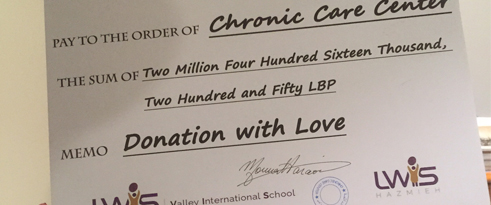 PAY TO THE ORDER OF Chronic Care Center
THE SUM OF Two Million Four Hundred Sixteen Thousand,
Two Hundred and Fifty LBP
MEMO Donation with Love
LWIS Valley International School
LWIS
HAZMIEH